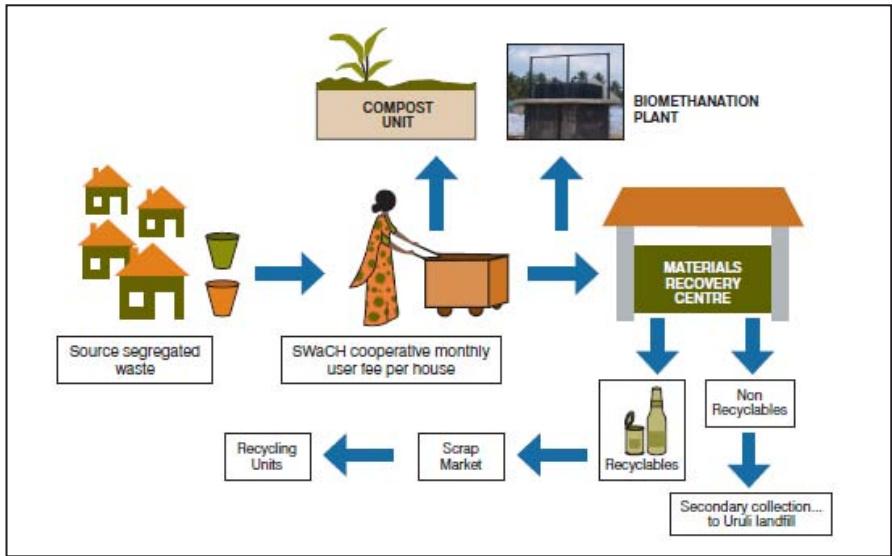 COMPOST
UNIT
BIOMETHANATION
PLANT
MATERIALS
RECOVERY
CENTRE
Source segregated
waste
SWaCH cooperative monthly
user fee per house
Non
Recyclables
Recycling
Units
Scrap
Market
Recyclables
Secondary collection...
to Uruli landfill